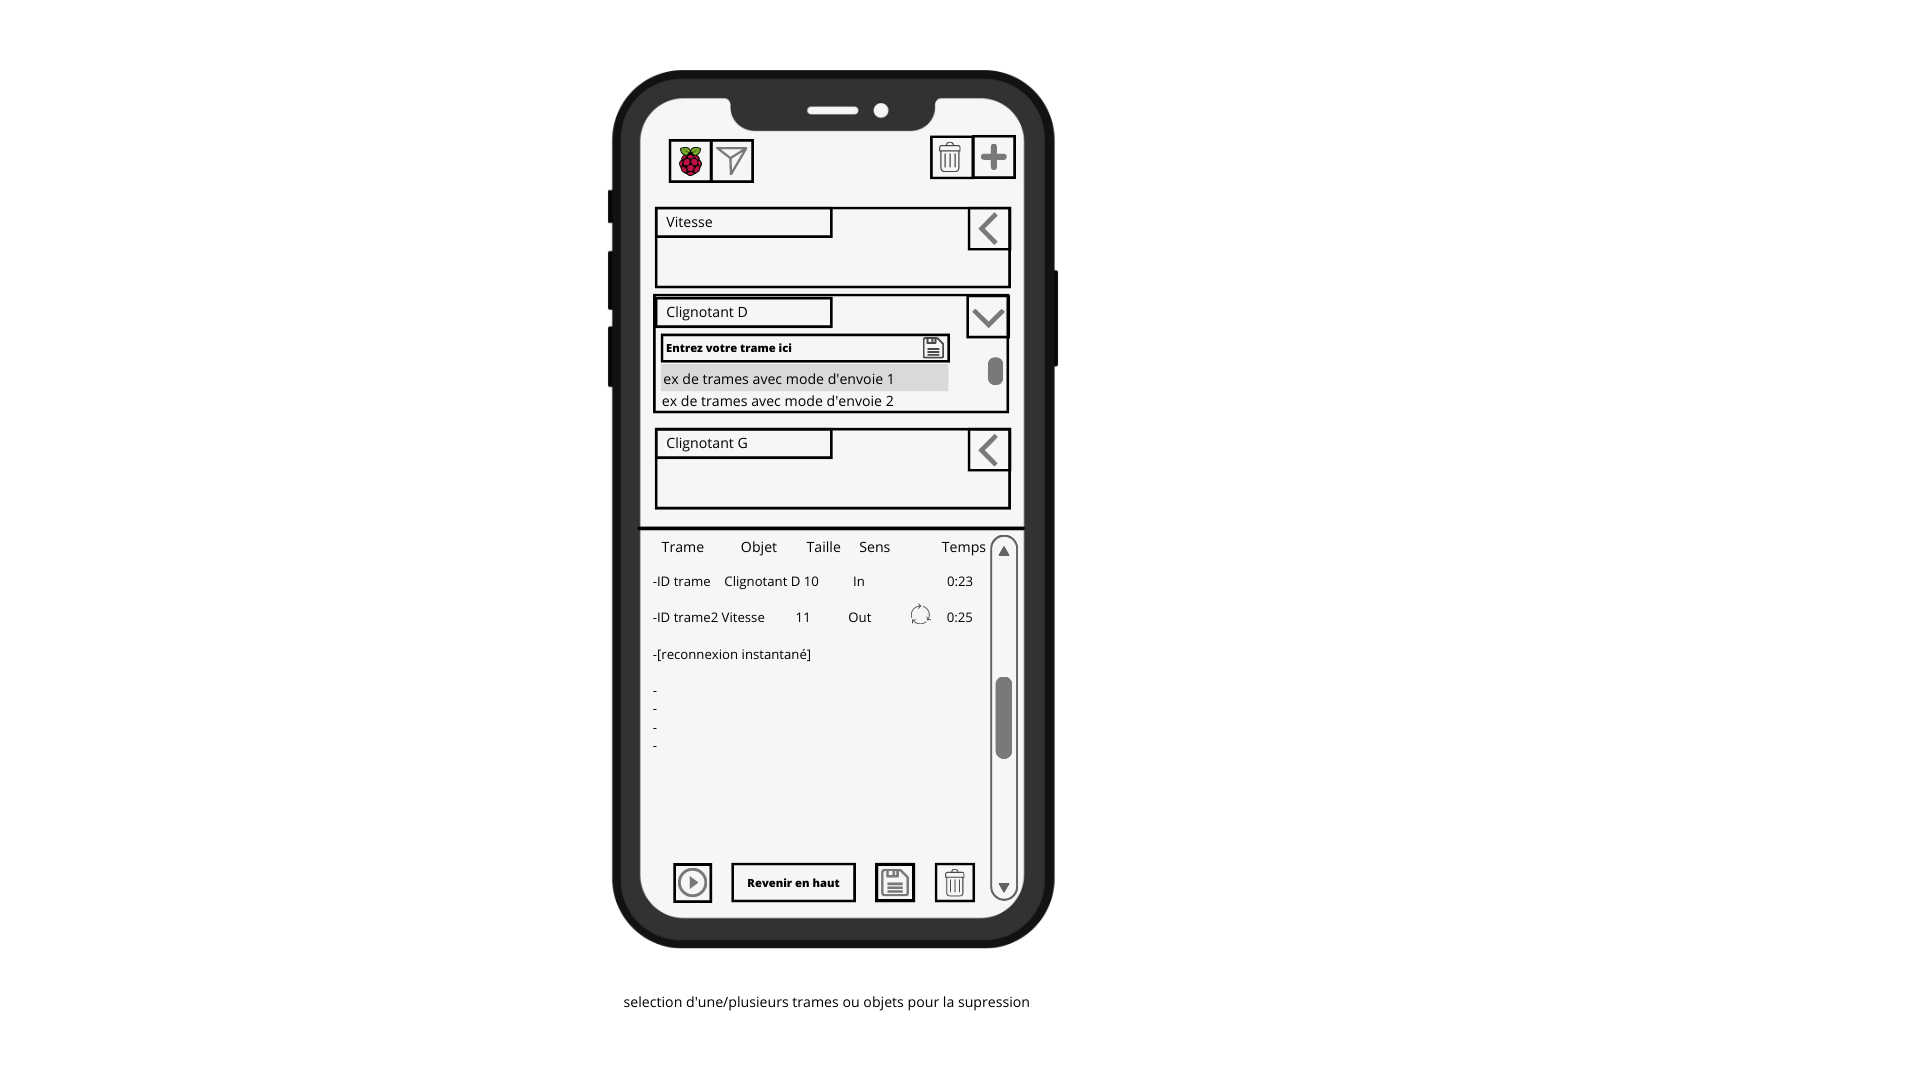 Vitesse
Clignotant D
Entrez votre trame ici
ex de trames avec mode d'envoie 1
ex de trames avec mode d'envoie 2
Clignotant G
Trame Objet Taille Sens Temps
-ID trame Clignotant D 10 In 0:23
-ID trame2 Vitesse 11 Out 0:25
-[reconnexion instantané]
-
-
-
-
Revenir en haut
selection d'une/plusieurs trames ou objets pour la supression